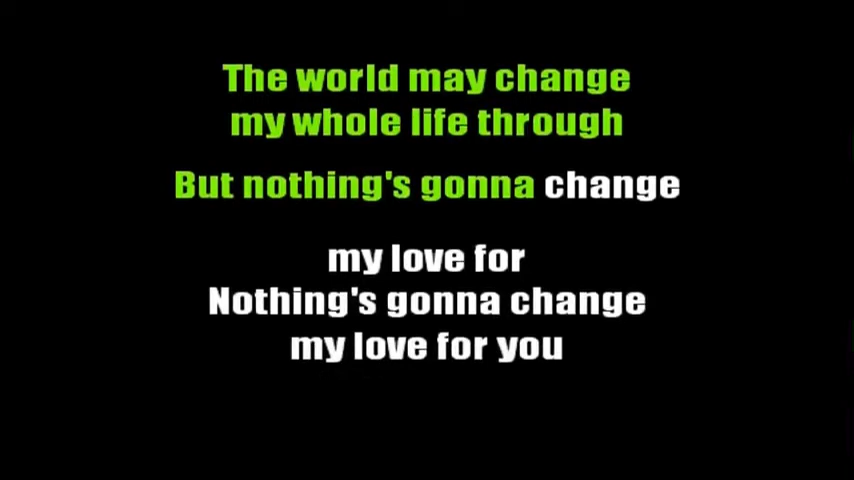 The world may change
my whole life through
But nothing's gonna change
my love for
Nothing's gonna change
my love for you